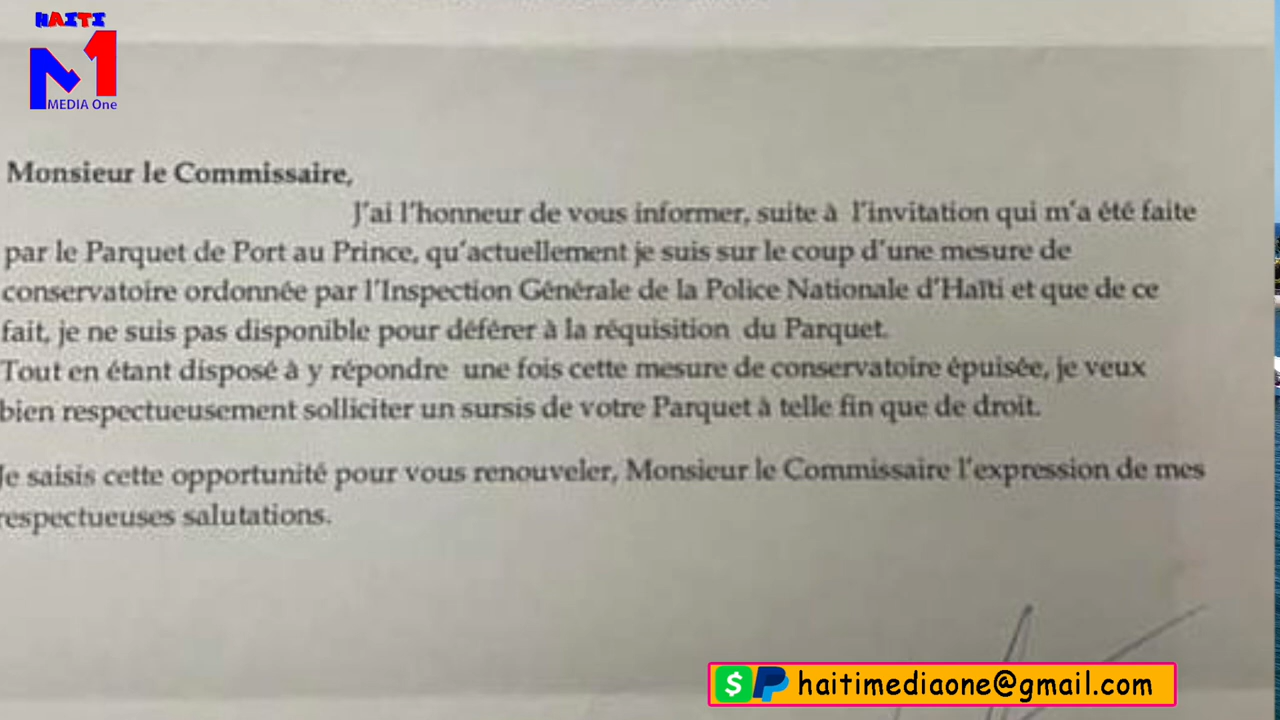 HAITI
M1
MEDIA One
Monsieur le Commissaire,
J'ai l'honneur de vous informer, suite à l'invitation qui m'a été faite
par le Parquet de Port au Prince, qu'actuellement je suis sur le coup d'une mesure de
conservatoire ordonnée par l'Inspection Générale de la Police Nationale d'Haïti et que de ce
fait, je ne suis pas disponible pour déférer à la réquisition du Parquet.
Tout en étant disposé à y répondre une fois cette mesure de conservatoire épuisée, je veux
bien respectueusement solliciter un sursis de votre Parquet à telle fin que de droit.
Je saisis cette opportunité pour vous renouveler, Monsieur le Commissaire l'expression de mes
respectueuses salutations.
$ P haitimediaone@gmail.com